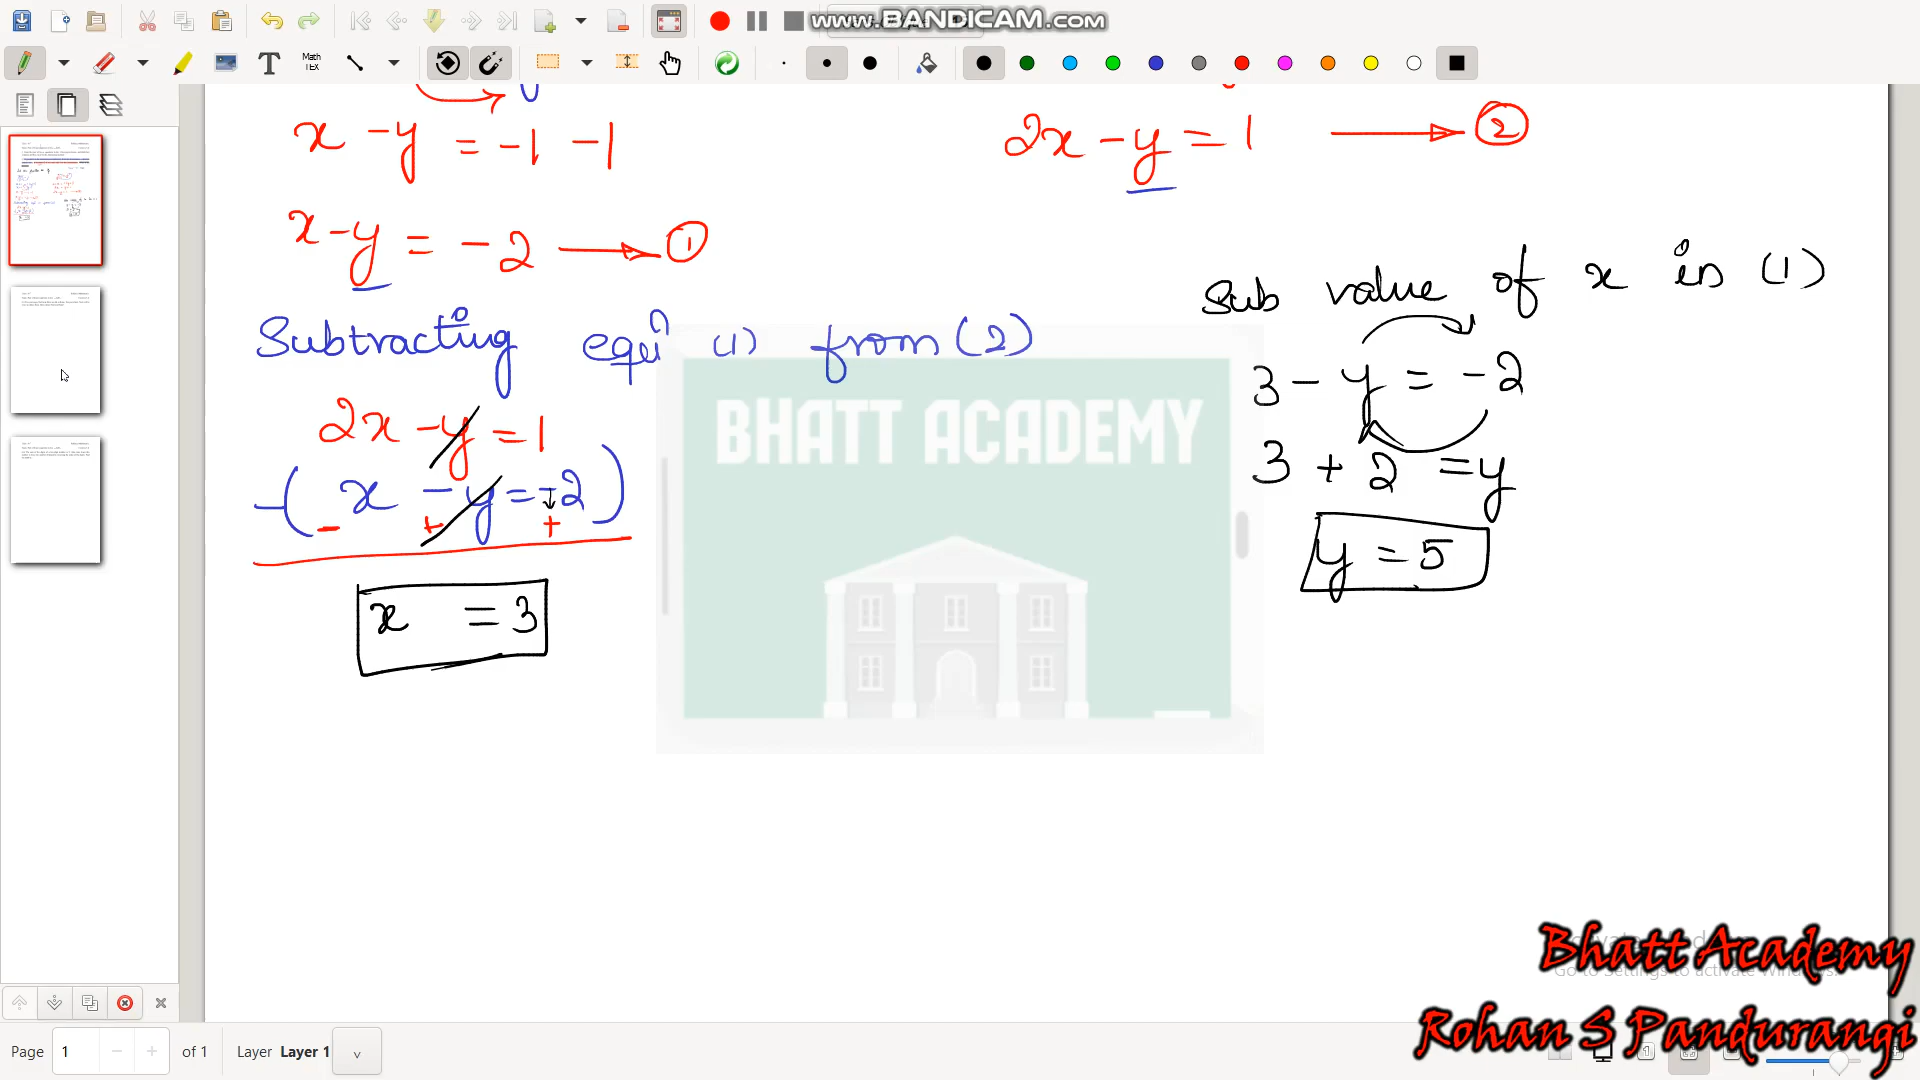 www.BANDICAM.com
Math
TEX
x - y = -1 -1
2x - y = 1 → ②
x - y = -2 → ①
Sub value of x in (1)
Subtracting equn (1) from (2)
BHATT ACADEMY
3 - y = -2
2x - y = 1
3 + 2 = y
-( x - y = -2 )
- + +
y = 5
x = 3
Bhatt Academy
Rohan S Pandurangi
Page 1 of 1 Layer Layer 1